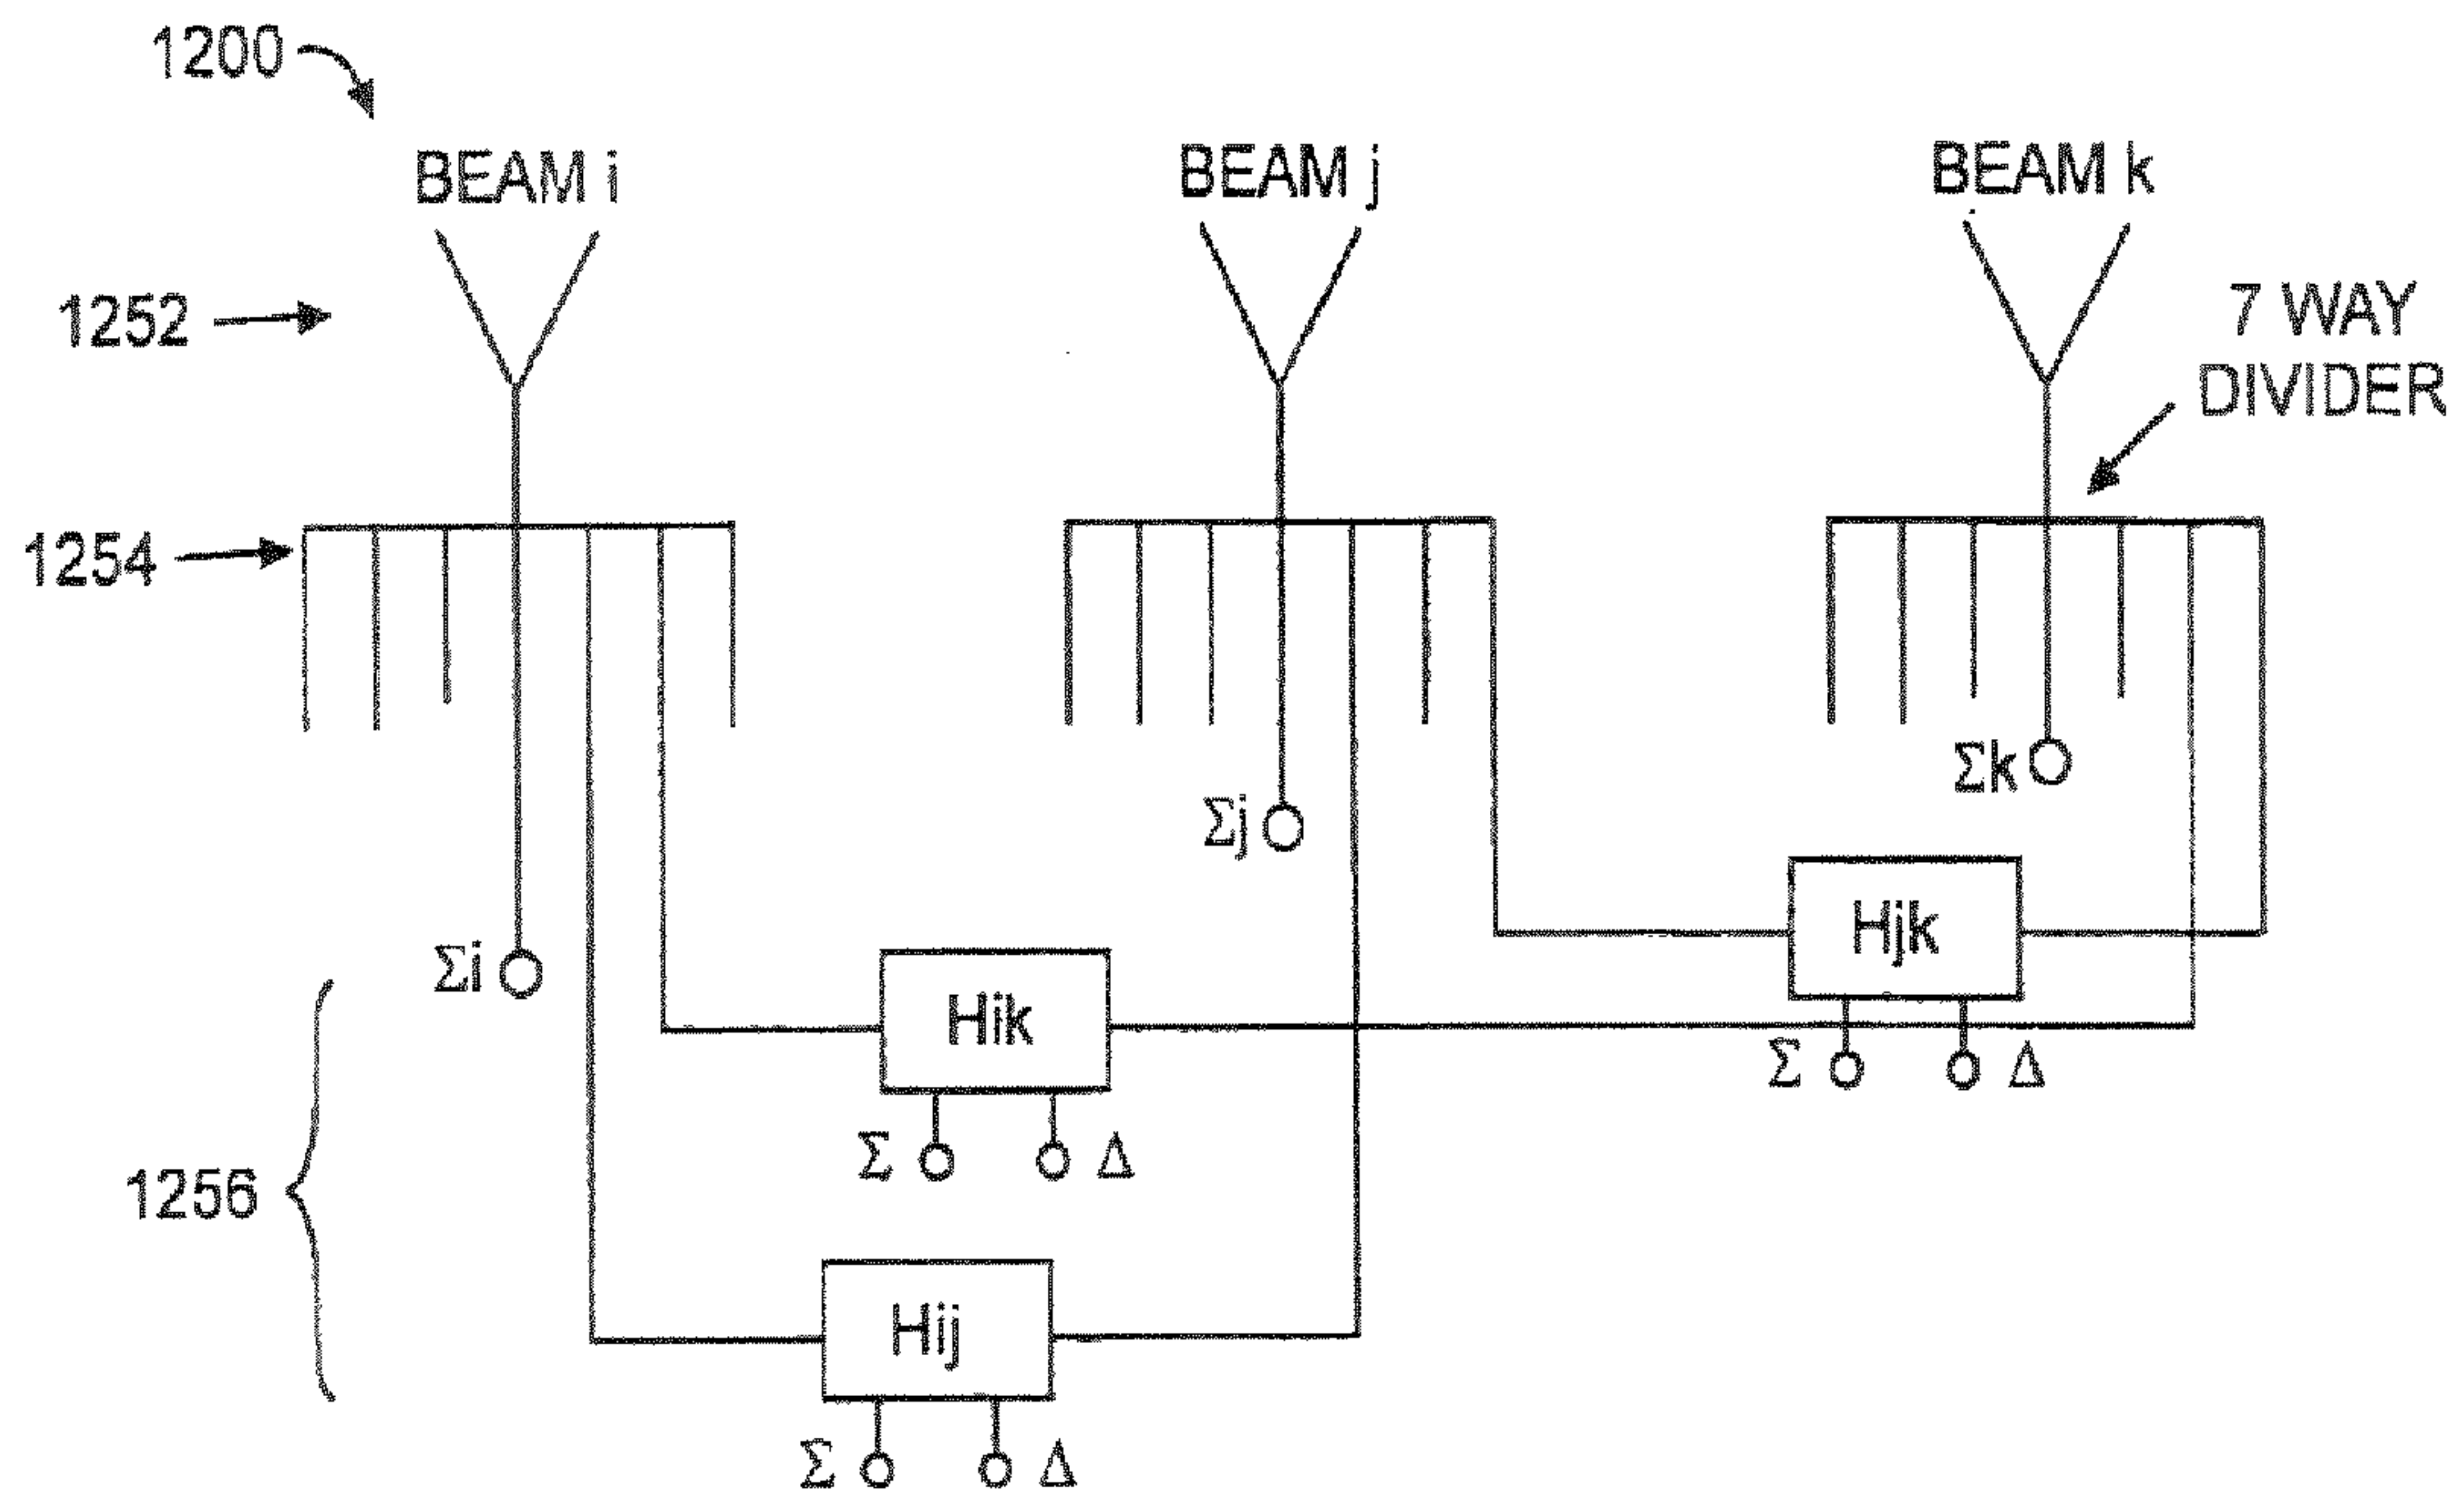 1200
BEAM i
BEAM j
BEAM k
1252
7 WAY
DIVIDER
1254
Σk
Σj
Hjk
Σi
Hik
Σ Δ
Σ Δ
1256
Hij
Σ Δ